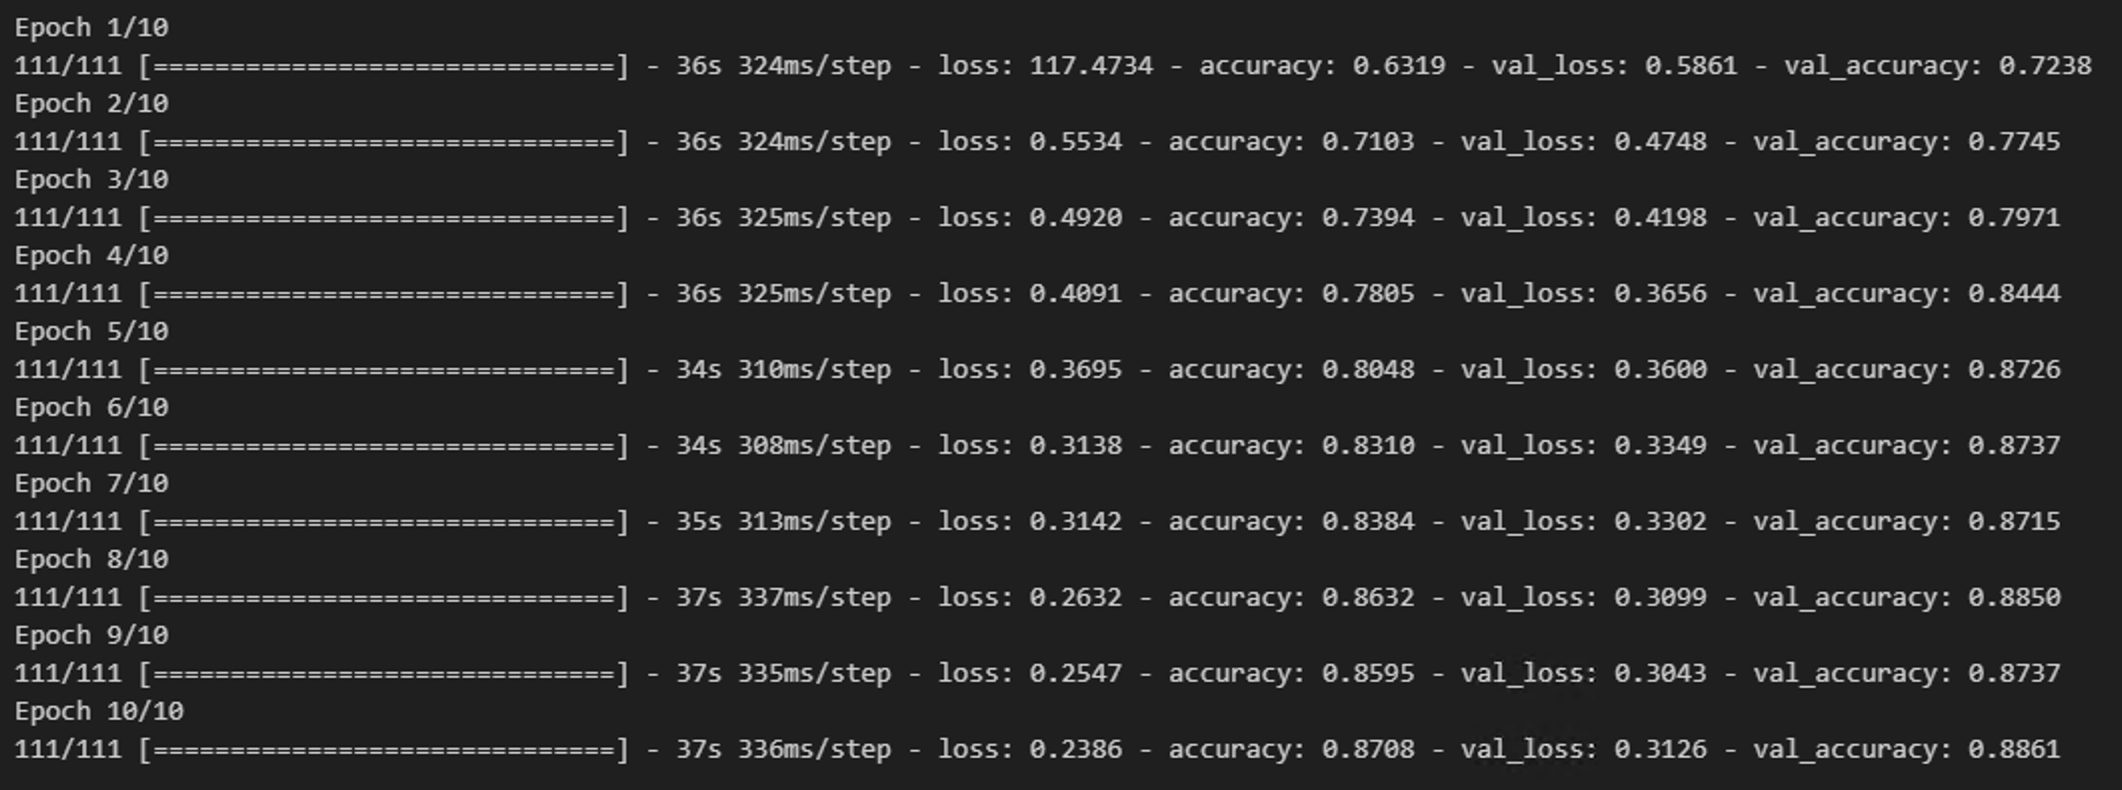 Epoch 1/10
111/111 [==============================] - 36s 324ms/step - loss: 117.4734 - accuracy: 0.6319 - val_loss: 0.5861 - val_accuracy: 0.7238
Epoch 2/10
111/111 [==============================] - 36s 324ms/step - loss: 0.5534 - accuracy: 0.7103 - val_loss: 0.4748 - val_accuracy: 0.7745
Epoch 3/10
111/111 [==============================] - 36s 325ms/step - loss: 0.4920 - accuracy: 0.7394 - val_loss: 0.4198 - val_accuracy: 0.7971
Epoch 4/10
111/111 [==============================] - 36s 325ms/step - loss: 0.4091 - accuracy: 0.7805 - val_loss: 0.3656 - val_accuracy: 0.8444
Epoch 5/10
111/111 [==============================] - 34s 310ms/step - loss: 0.3695 - accuracy: 0.8048 - val_loss: 0.3600 - val_accuracy: 0.8726
Epoch 6/10
111/111 [==============================] - 34s 308ms/step - loss: 0.3138 - accuracy: 0.8310 - val_loss: 0.3349 - val_accuracy: 0.8737
Epoch 7/10
111/111 [==============================] - 35s 313ms/step - loss: 0.3142 - accuracy: 0.8384 - val_loss: 0.3302 - val_accuracy: 0.8715
Epoch 8/10
111/111 [==============================] - 37s 337ms/step - loss: 0.2632 - accuracy: 0.8632 - val_loss: 0.3099 - val_accuracy: 0.8850
Epoch 9/10
111/111 [==============================] - 37s 335ms/step - loss: 0.2547 - accuracy: 0.8595 - val_loss: 0.3043 - val_accuracy: 0.8737
Epoch 10/10
111/111 [==============================] - 37s 336ms/step - loss: 0.2386 - accuracy: 0.8708 - val_loss: 0.3126 - val_accuracy: 0.8861